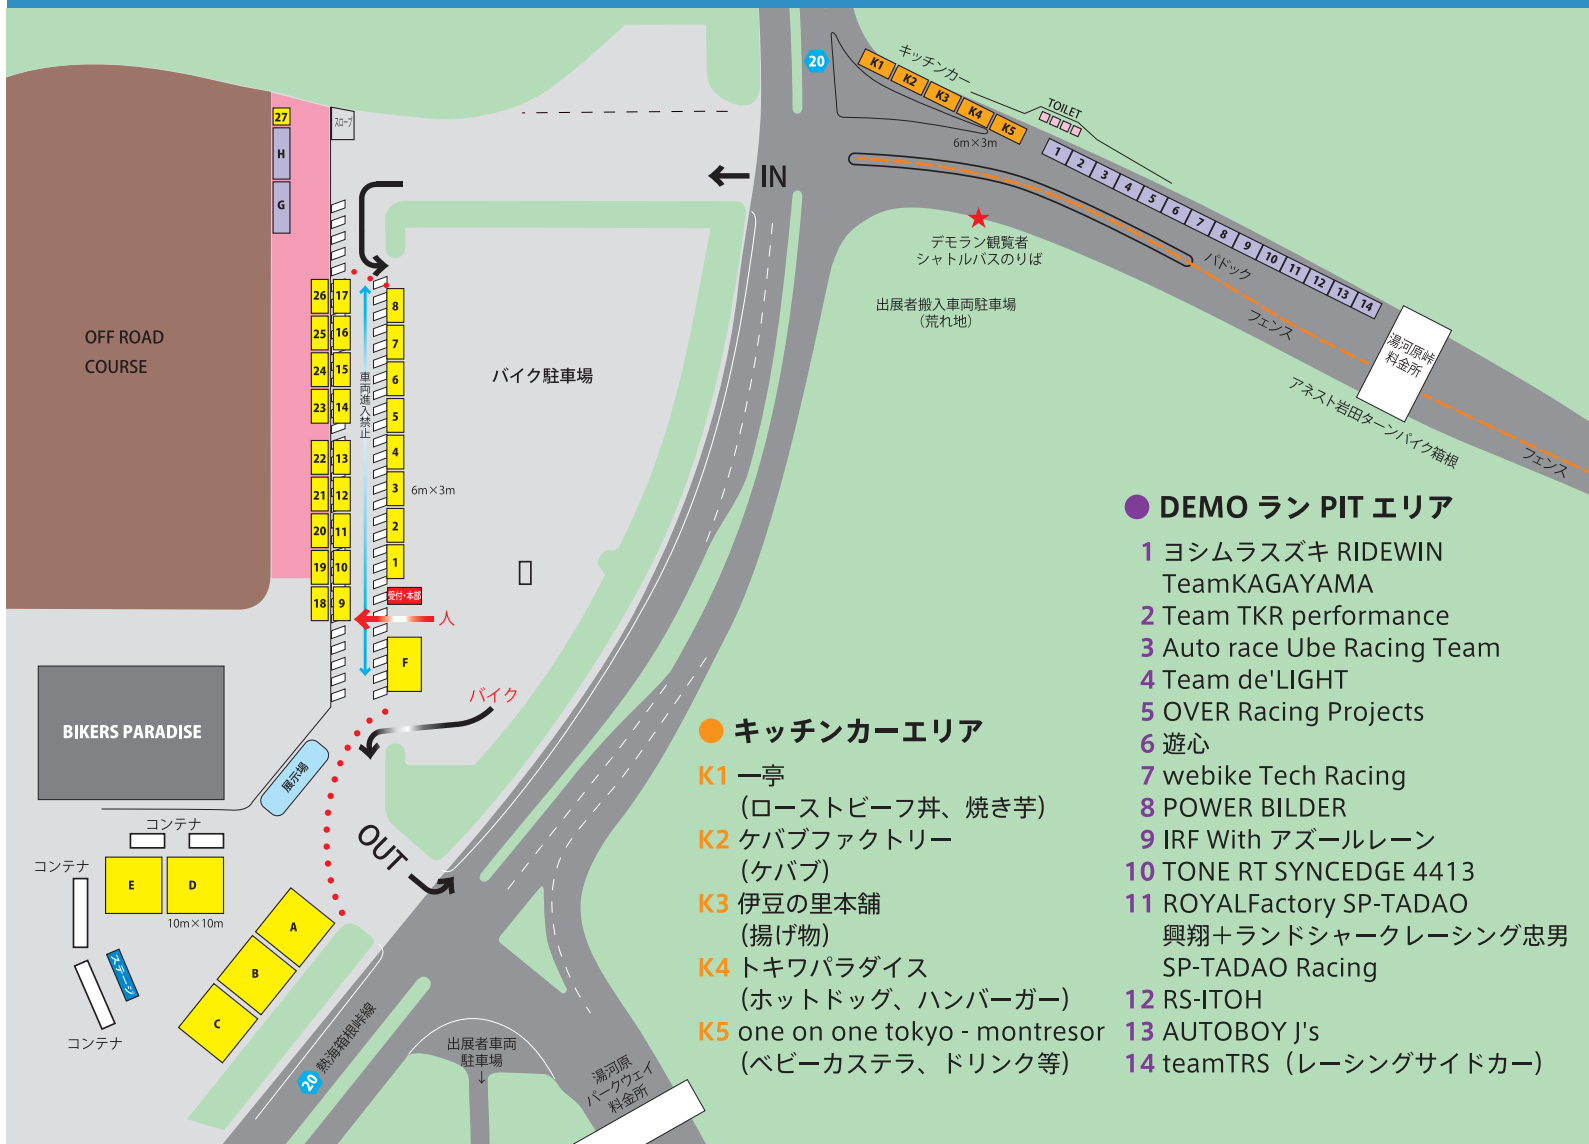 20
K1
キッチンカー
K2
K3
K4
K5
6m×3m
TOILET
1
2
3
4
5
6
7
8
9
10
11
12
13
14
パドック
フェンス
湯河原峠
料金所
アネスト岩田ターンパイク箱根
フェンス
IN
デモラン観覧者
シャトルバスのりば
出展者搬入車両駐車場
(荒れ地)
27
H
G
スロープ
OFF ROAD
COURSE
26
17
25
16
24
15
23
14
22
13
21
12
20
11
19
10
18
9
車両進入禁止
8
7
6
5
4
3
2
1
6m×3m
受付・本部
人
F
バイク駐車場
バイク
BIKERS PARADISE
展示場
コンテナ
コンテナ
E
D
10m×10m
A
B
C
ステージ
コンテナ
OUT
20
熱海箱根峠線
出展者車両
駐車場
↓
湯河原
パークウェイ
料金所
● キッチンカーエリア
K1 一亭
(ローストビーフ丼、焼き芋)
K2 ケバブファクトリー
(ケバブ)
K3 伊豆の里本舗
(揚げ物)
K4 トキワパラダイス
(ホットドッグ、ハンバーガー)
K5 one on one tokyo - montresor
(ベビーカステラ、ドリンク等)
● DEMO ラン PIT エリア
1 ヨシムラスズキ RIDEWIN
TeamKAGAYAMA
2 Team TKR performance
3 Auto race Ube Racing Team
4 Team de'LIGHT
5 OVER Racing Projects
6 遊心
7 webike Tech Racing
8 POWER BILDER
9 IRF With アズールレーン
10 TONE RT SYNCEDGE 4413
11 ROYALFactory SP-TADAO
興翔＋ランドシャークレーシング忠男
SP-TADAO Racing
12 RS-ITOH
13 AUTOBOY J's
14 teamTRS（レーシングサイドカー）